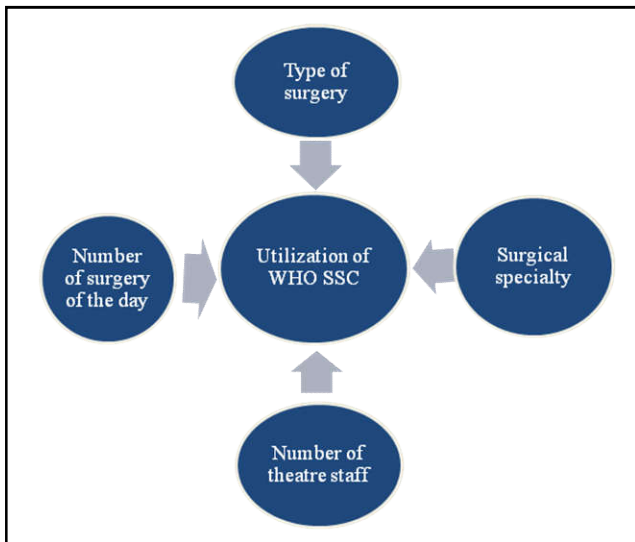 Type of
surgery
Number
of surgery
of the day
Utilization of
WHO SSC
Surgical
specialty
Number of
theatre staff